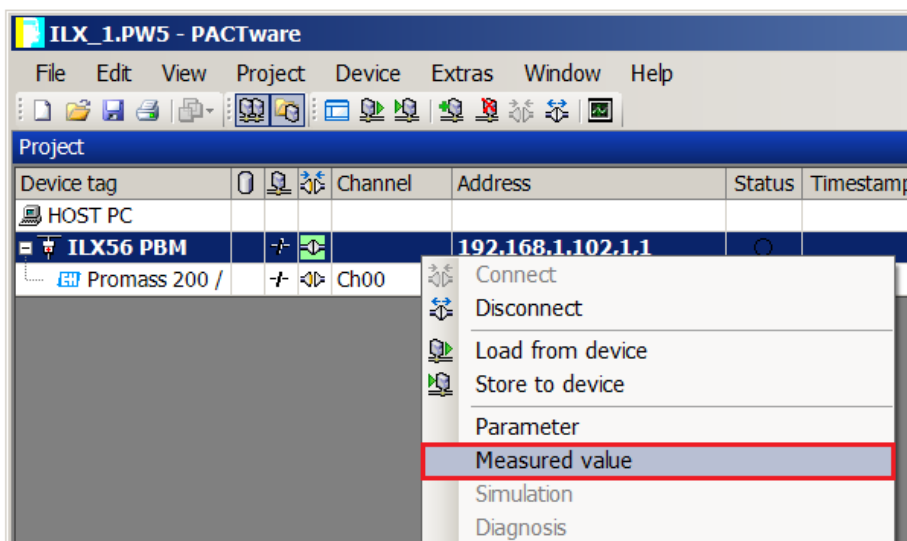 ILX_1.PW5 - PACTware
File Edit View Project Device Extras Window Help
Project
Device tag Channel Address Status Timestamp
HOST PC
ILX56 PBM 192.168.1.102,1,1
Promass 200 / Ch00
Connect
Disconnect
Load from device
Store to device
Parameter
Measured value
Simulation
Diagnosis